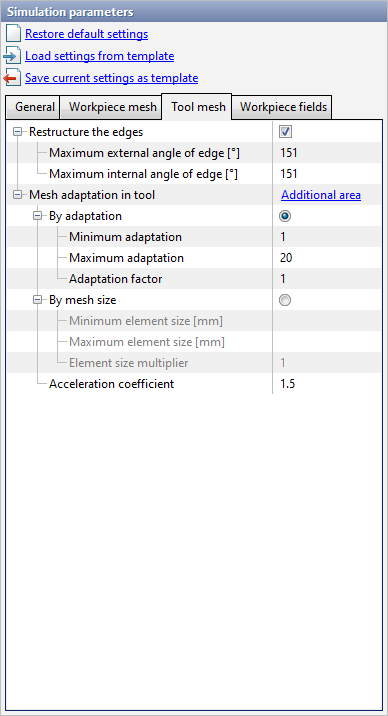 Simulation parameters
Restore default settings
Load settings from template
Save current settings as template
General Workpiece mesh Tool mesh Workpiece fields
Restructure the edges
Maximum external angle of edge [°] 151
Maximum internal angle of edge [°] 151
Mesh adaptation in tool Additional area
By adaptation
Minimum adaptation 1
Maximum adaptation 20
Adaptation factor 1
By mesh size
Minimum element size [mm]
Maximum element size [mm]
Element size multiplier 1
Acceleration coefficient 1.5